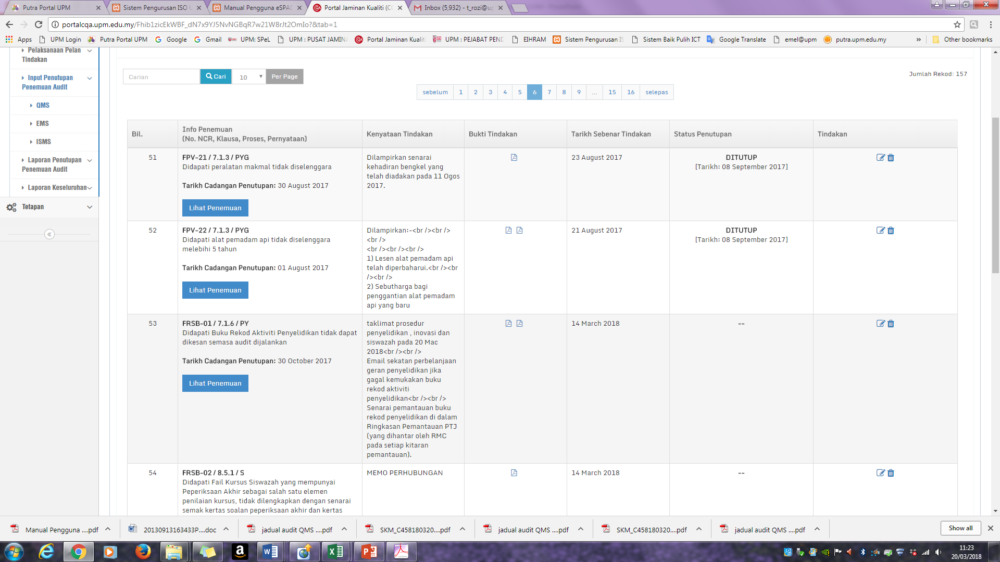 Putra Portal UPM
Sistem Pengurusan ISO U
Manual Pengguna eSPAD
Portal Jaminan Kualiti (CQ
Inbox (5,932) - t_rozi@up
portalcqa.upm.edu.my/Fhib1zicEkWBF_dN7x9YJ5NvNGBqR7w21W8rJt2OmIo?&tab=1
Apps
UPM Login
Putra Portal UPM
Google
Gmail
UPM: SPeL
UPM : PUSAT JAMINA
Portal Jaminan Kualiti
UPM : PEJABAT PEND
EIHRAM
Sistem Pengurusan IS
Sistem Baik Pulih ICT
Google Translate
emel@upm
putra.upm.edu.my
»
Other bookmarks
Pelaksanaan Pelan
Tindakan
Input Penutupan
Penemuan Audit
QMS
EMS
ISMS
Laporan Penutupan
Penemuan Audit
Laporan Keseluruhan
Tetapan
Carian
Cari
10
Per Page
Jumlah Rekod: 157
sebelum 1 2 3 4 5 6 7 8 9 ... 15 16 selepas
Bil.
Info Penemuan
(No. NCR, Klausa, Proses, Pernyataan)
Kenyataan Tindakan
Bukti Tindakan
Tarikh Sebenar Tindakan
Status Penutupan
Tindakan
51
FPV-21 / 7.1.3 / PYG
Didapati peralatan makmal tidak diselenggara
Tarikh Cadangan Penutupan: 30 August 2017
Lihat Penemuan
Dilampirkan senarai
kehadiran bengkel yang
telah diadakan pada 11 Ogos
2017.
23 August 2017
DITUTUP
[Tarikh: 08 September 2017]
52
FPV-22 / 7.1.3 / PYG
Didapati alat pemadam api tidak diselenggara
melebihi 5 tahun
Tarikh Cadangan Penutupan: 01 August 2017
Lihat Penemuan
Dilampirkan:-<br /><br />
<br />
<br /><br /><br />
1) Lesen alat pemadam api
telah diperbaharui.<br /><br
/><br />
2) Sebutharga bagi
penggantian alat pemadam
api yang baru
21 August 2017
DITUTUP
[Tarikh: 08 September 2017]
53
FRSB-01 / 7.1.6 / PY
Didapati Buku Rekod Aktiviti Penyelidikan tidak dapat
dikesan semasa audit dijalankan
Tarikh Cadangan Penutupan: 30 October 2017
Lihat Penemuan
taklimat prosedur
penyelidikan , inovasi dan
siswazah pada 20 Mac
2018<br /><br />
Email sekatan perbelanjaan
geran penyelidikan jika
gagal kemukakan buku
rekod aktiviti
penyelidikan<br /><br />
Senarai pemantauan buku
rekod penyelidikan di dalam
Ringkasan Pemantauan PTJ
(yang dihantar oleh RMC
pada setiap kitaran
pemantauan).
14 March 2018
--
54
FRSB-02 / 8.5.1 / S
Didapati Fail Kursus Siswazah yang mempunyai
Peperiksaan Akhir sebagai salah satu elemen
penilaian kursus, tidak dilengkapkan dengan senarai
semak kertas soalan peperiksaan akhir dan kertas
MEMO PERHUBUNGAN
14 March 2018
--
Manual Pengguna ....pdf
20130913163433P....doc
jadual audit QMS ....pdf
SKM_C458180320....pdf
jadual audit QMS ....pdf
SKM_C458180320....pdf
jadual audit QMS ....pdf
Show all
11:23
20/03/2018